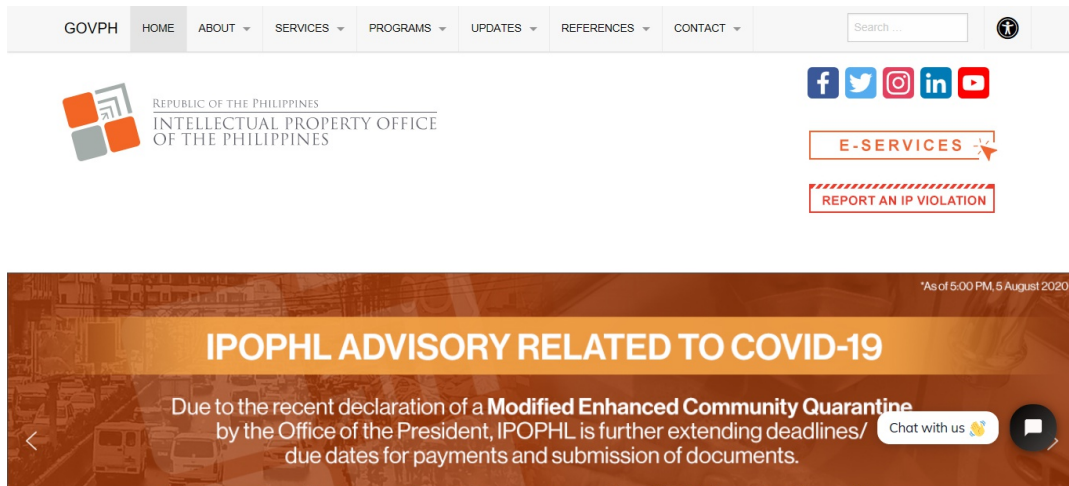 GOVPH HOME ABOUT SERVICES PROGRAMS UPDATES REFERENCES CONTACT Search ...
REPUBLIC OF THE PHILIPPINES
INTELLECTUAL PROPERTY OFFICE
OF THE PHILIPPINES
E-SERVICES
REPORT AN IP VIOLATION
*As of 5:00 PM, 5 August 2020
IPOPHL ADVISORY RELATED TO COVID-19
Due to the recent declaration of a Modified Enhanced Community Quarantine
by the Office of the President, IPOPHL is further extending deadlines/
due dates for payments and submission of documents.
Chat with us 👋